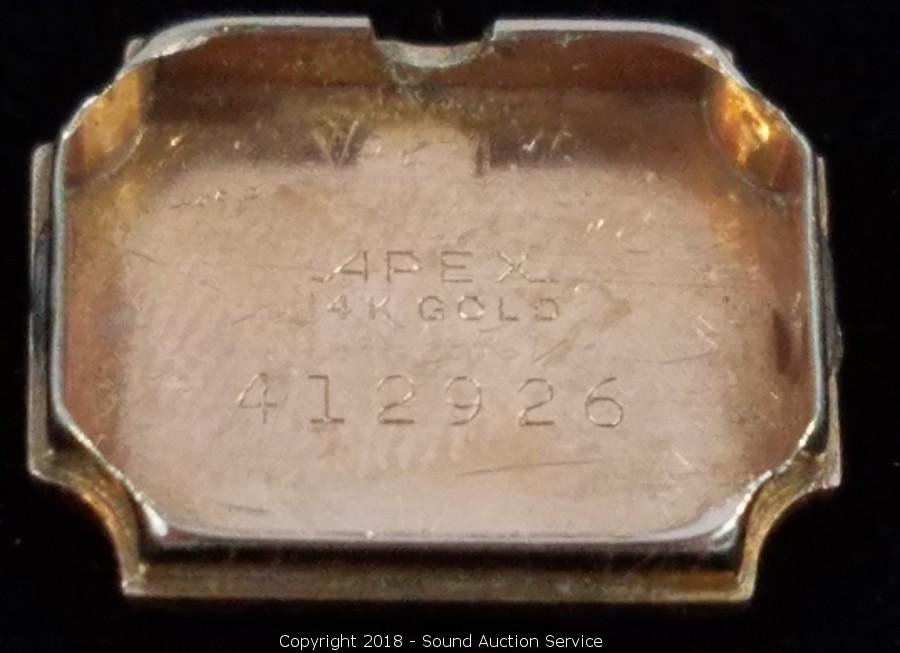 APEX
14K GOLD
412926
Copyright 2018 - Sound Auction Service